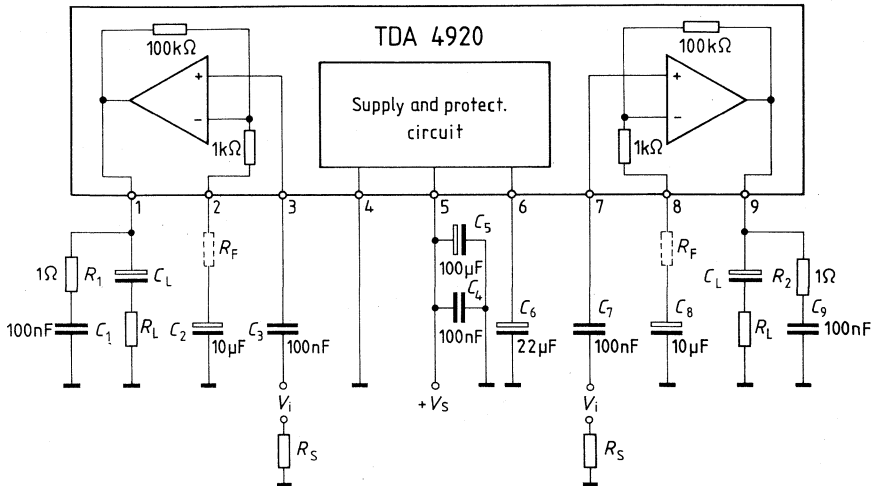 TDA 4920
100kΩ
100kΩ
+
−
+
−
Supply and protect.
circuit
1kΩ
1kΩ
1
2
3
4
5
6
7
8
9
1Ω
R1
CL
RF
C5
100µF
C4
100nF
RF
CL
R2
1Ω
100nF
C1
RL
C2
10µF
C3
100nF
C6
22µF
C7
100nF
C8
10µF
RL
C9
100nF
Vi
+VS
Vi
RS
RS